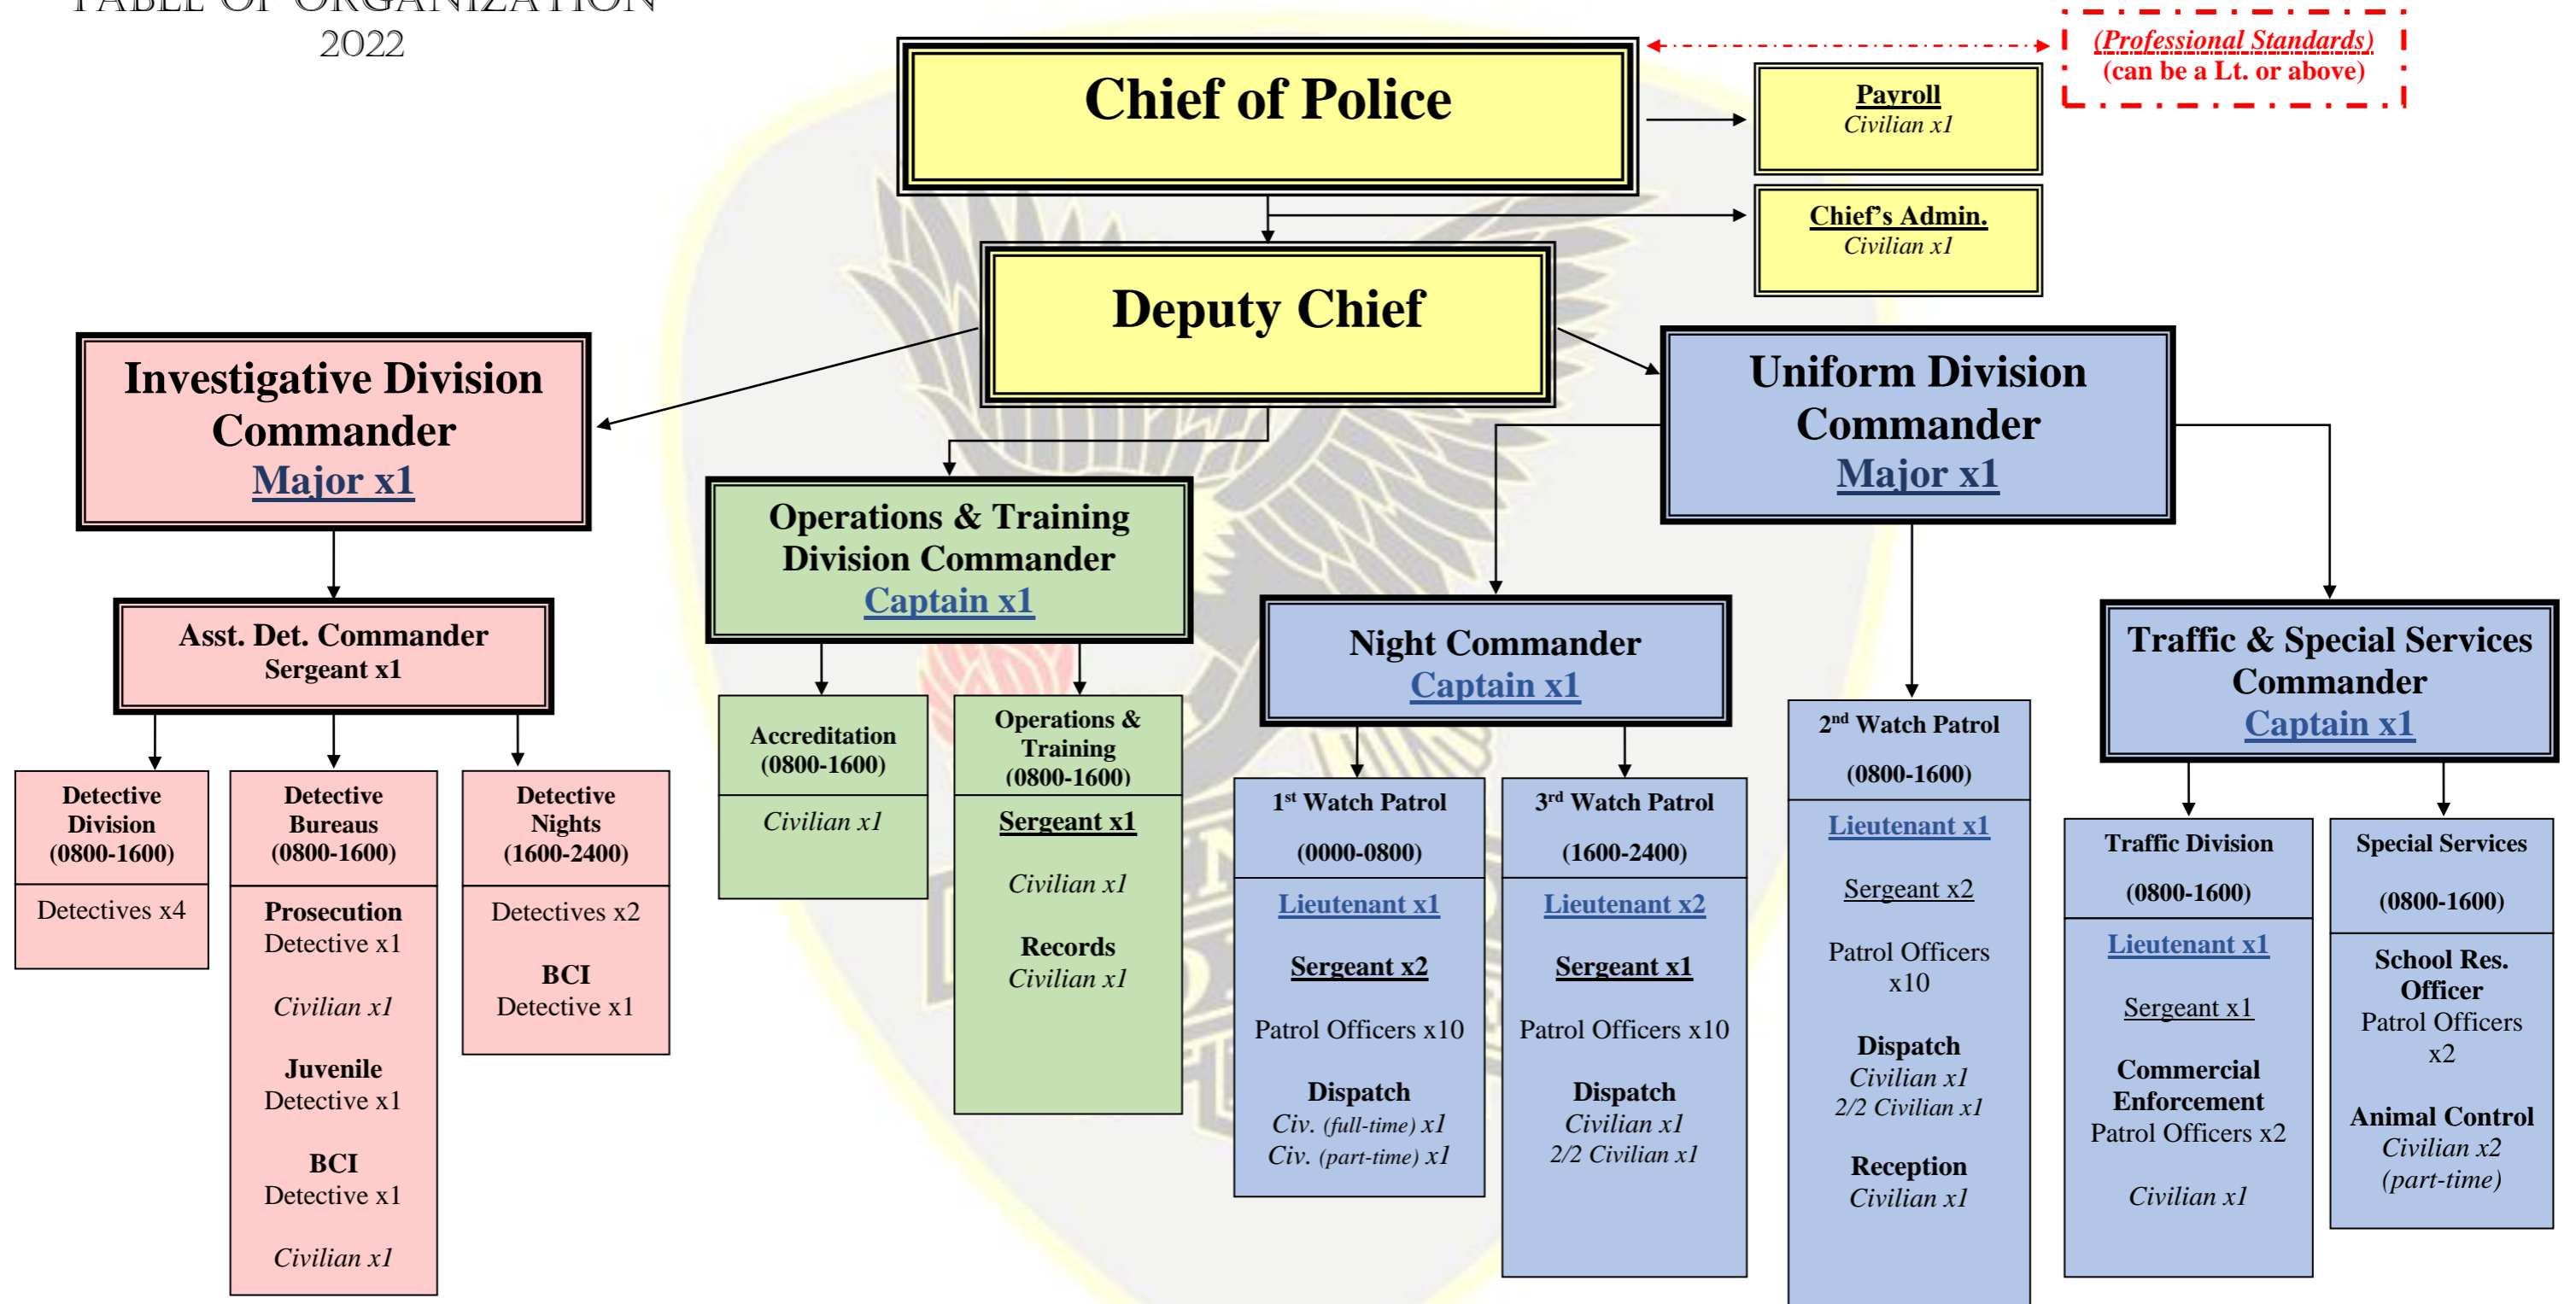 TABLE OF ORGANIZATION
2022
Chief of Police
(Professional Standards)
(can be a Lt. or above)
Payroll
Civilian x1
Chief’s Admin.
Civilian x1
Deputy Chief
Investigative Division
Commander
Major x1
Uniform Division
Commander
Major x1
Operations & Training
Division Commander
Captain x1
Asst. Det. Commander
Sergeant x1
Night Commander
Captain x1
Traffic & Special Services
Commander
Captain x1
Detective
Division
(0800-1600)
Detectives x4
Detective
Bureaus
(0800-1600)
Prosecution
Detective x1
Civilian x1
Juvenile
Detective x1
BCI
Detective x1
Civilian x1
Detective
Nights
(1600-2400)
Detectives x2
BCI
Detective x1
Accreditation
(0800-1600)
Civilian x1
Operations &
Training
(0800-1600)
Sergeant x1
Civilian x1
Records
Civilian x1
1st Watch Patrol
(0000-0800)
Lieutenant x1
Sergeant x2
Patrol Officers x10
Dispatch
Civ. (full-time) x1
Civ. (part-time) x1
3rd Watch Patrol
(1600-2400)
Lieutenant x2
Sergeant x1
Patrol Officers x10
Dispatch
Civilian x1
2/2 Civilian x1
2nd Watch Patrol
(0800-1600)
Lieutenant x1
Sergeant x2
Patrol Officers
x10
Dispatch
Civilian x1
2/2 Civilian x1
Reception
Civilian x1
Traffic Division
(0800-1600)
Lieutenant x1
Sergeant x1
Commercial
Enforcement
Patrol Officers x2
Civilian x1
Special Services
(0800-1600)
School Res.
Officer
Patrol Officers
x2
Animal Control
Civilian x2
(part-time)